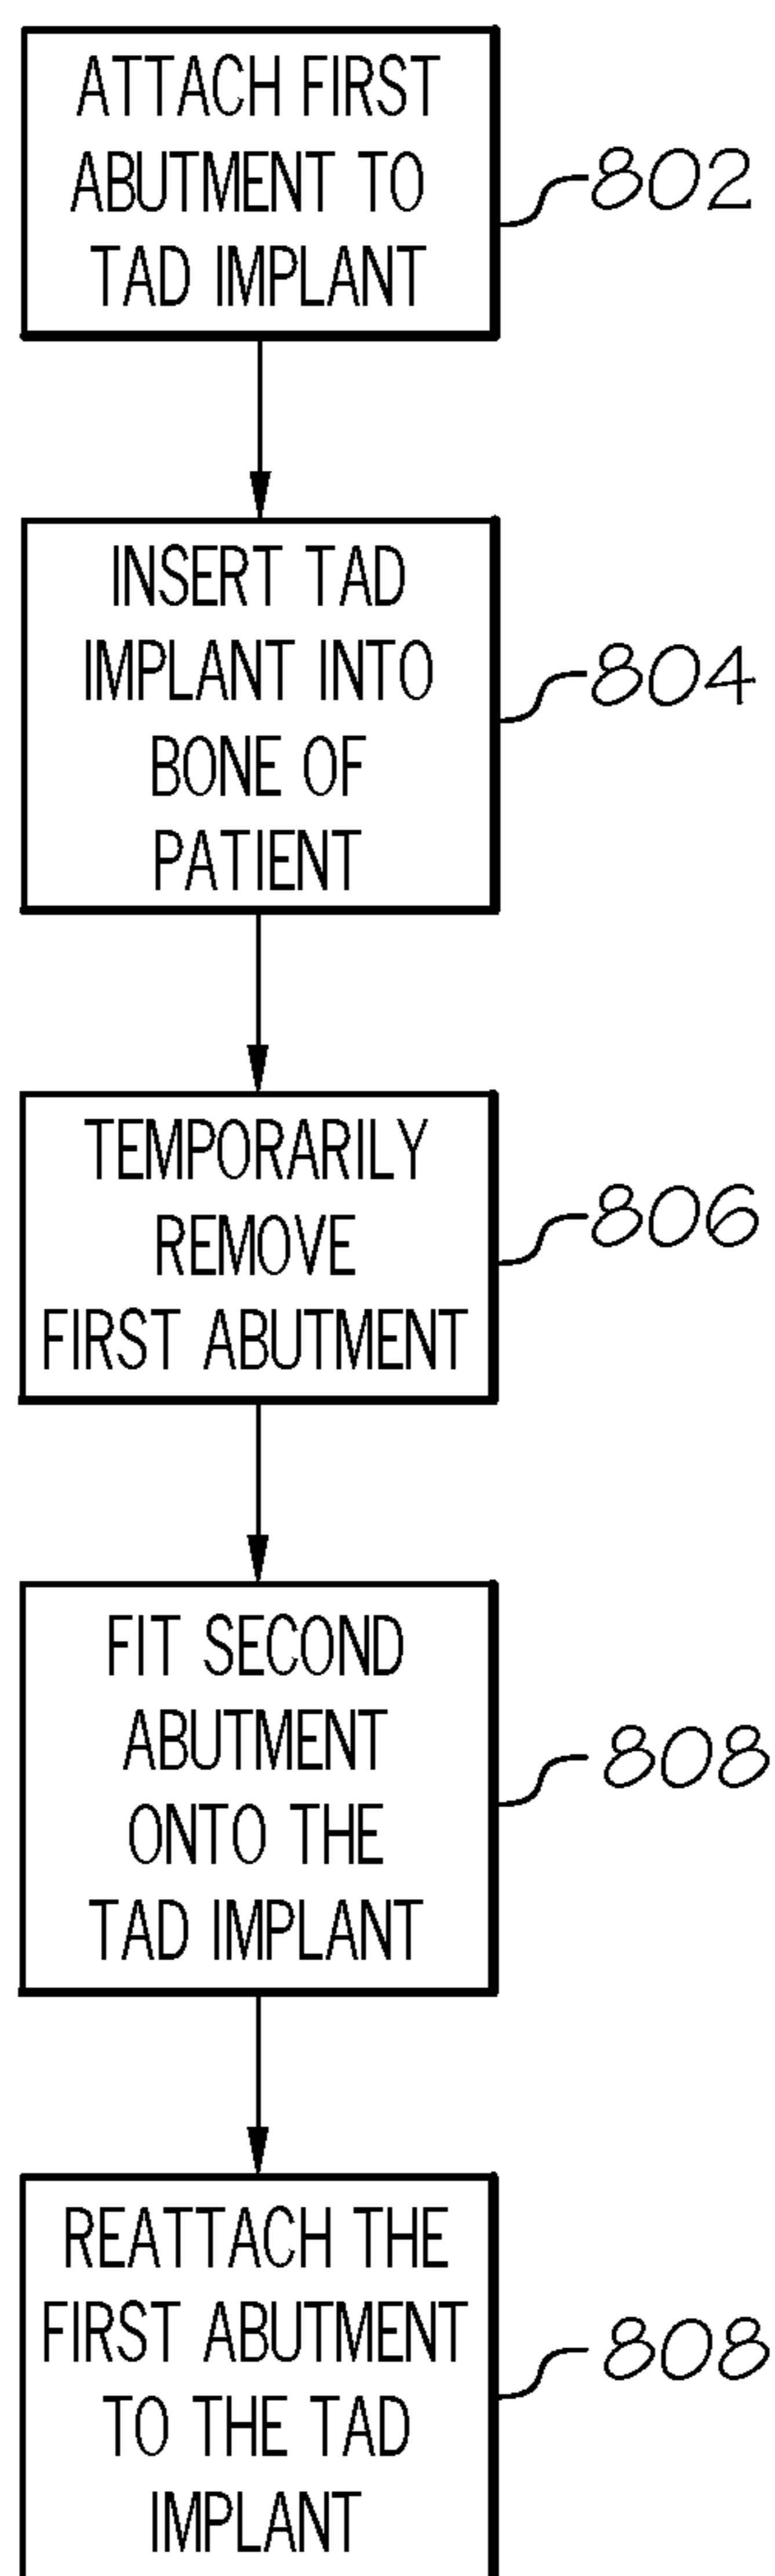 ATTACH FIRST
ABUTMENT TO
TAD IMPLANT
802
INSERT TAD
IMPLANT INTO
BONE OF
PATIENT
804
TEMPORARILY
REMOVE
FIRST ABUTMENT
806
FIT SECOND
ABUTMENT
ONTO THE
TAD IMPLANT
808
REATTACH THE
FIRST ABUTMENT
TO THE TAD
IMPLANT
808